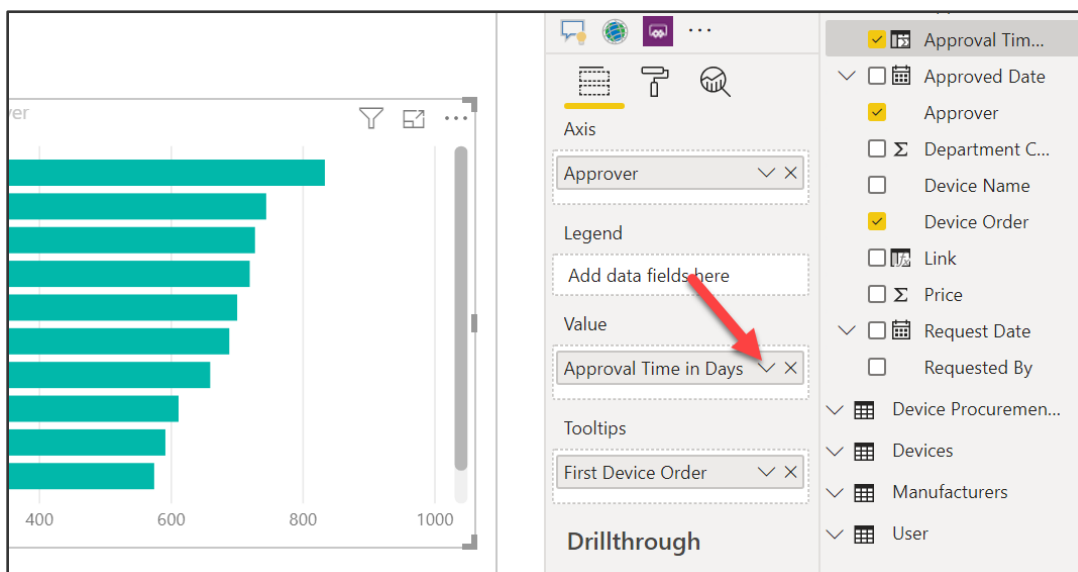 ver
400
600
800
1000
Axis
Approver
Legend
Add data fields here
Value
Approval Time in Days
Tooltips
First Device Order
Drillthrough
Approval Tim...
Approved Date
Approver
Σ Department C...
Device Name
Device Order
Link
Σ Price
Request Date
Requested By
Device Procuremen...
Devices
Manufacturers
User